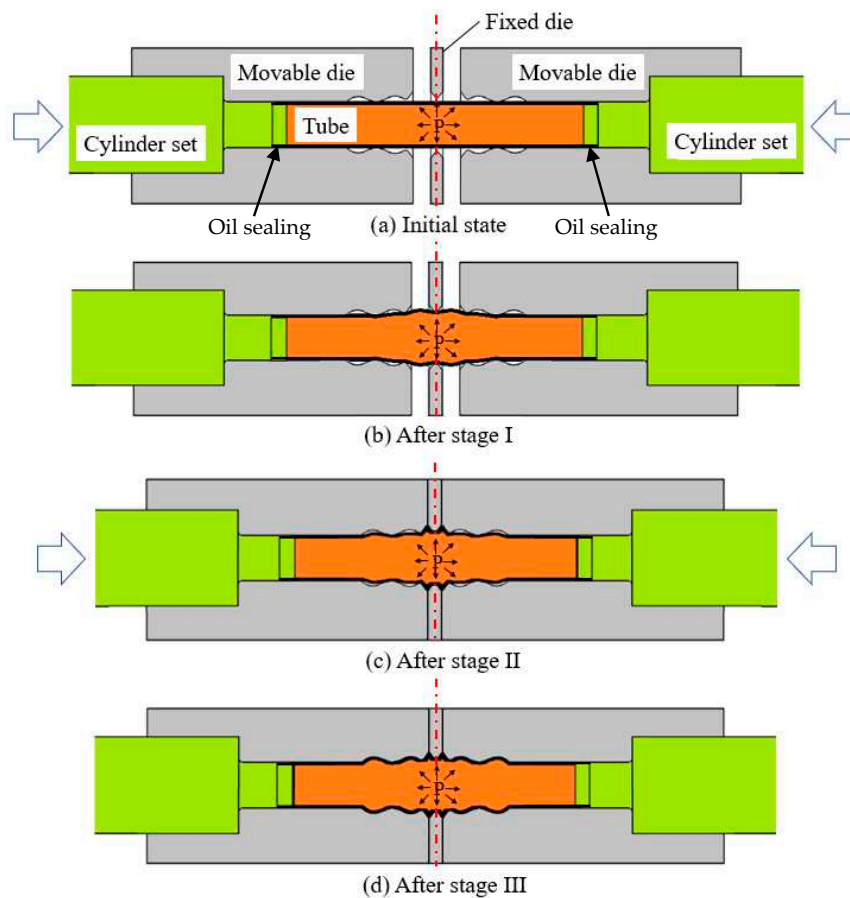 Fixed die
Movable die
Movable die
Cylinder set
Tube
p
Cylinder set
Oil sealing
Oil sealing
(a) Initial state
p
(b) After stage I
p
(c) After stage II
p
(d) After stage III